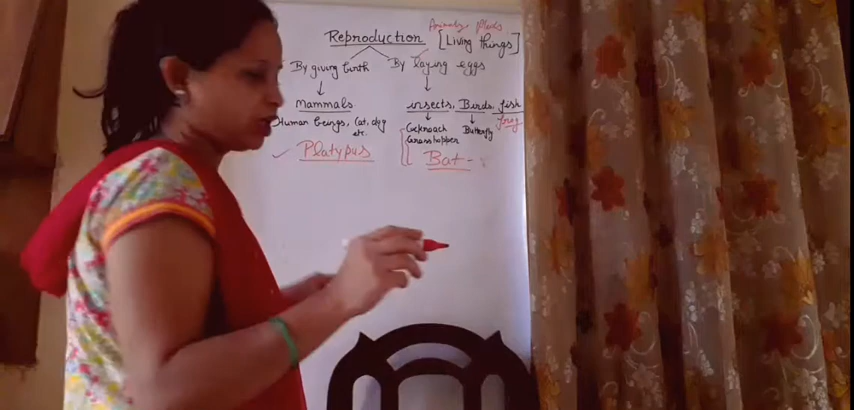 Animals, plants
Reproduction [Living things]
By giving birth By laying eggs
Mammals insects, Birds, fish
Human beings, Cat, dog Cockroach Butterfly frog
etc. Grasshopper
Platypus Bat -